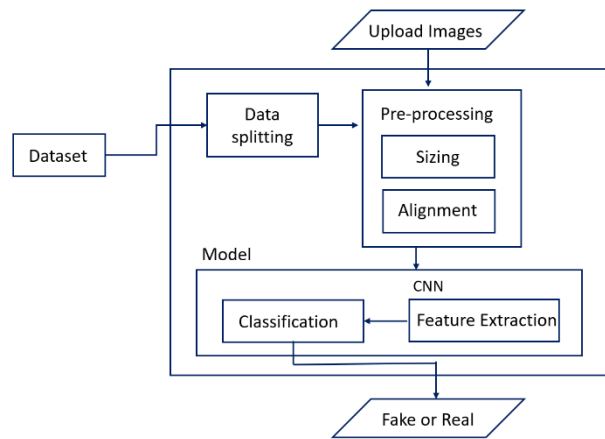 Upload Images
Data
splitting
Pre-processing
Dataset
Sizing
Alignment
Model
CNN
Classification
Feature Extraction
Fake or Real